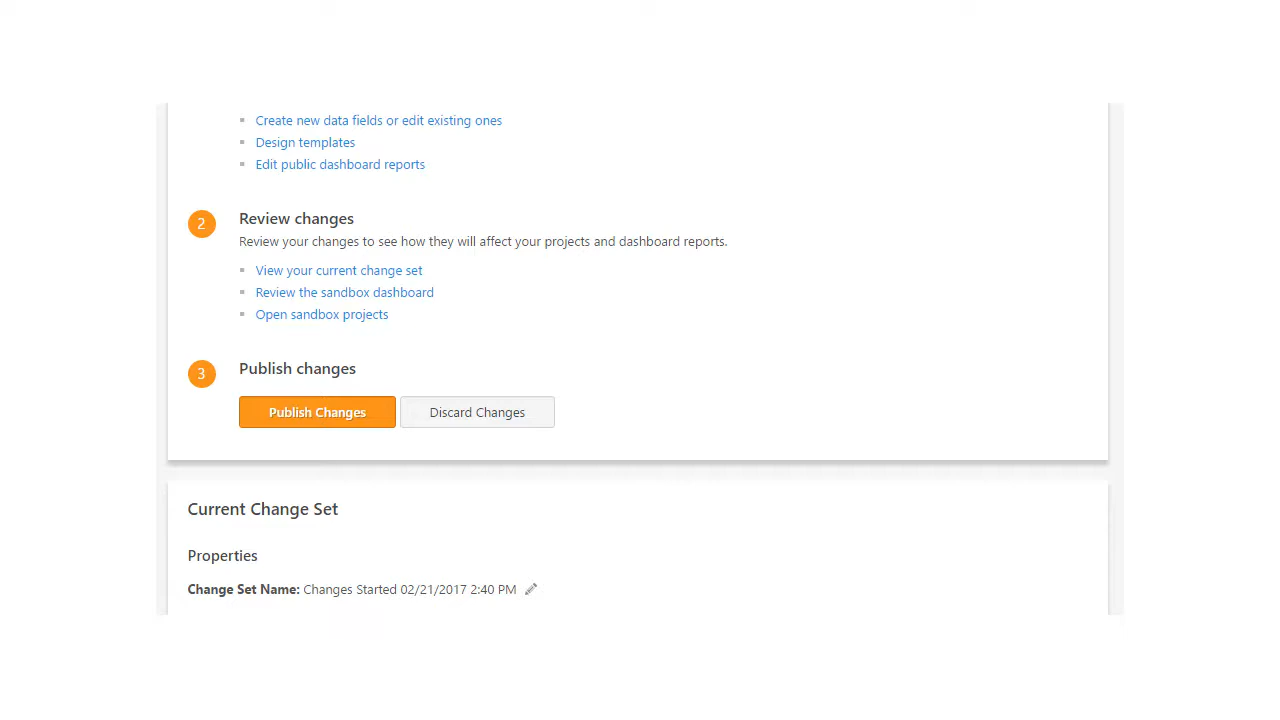 Create new data fields or edit existing ones
Design templates
Edit public dashboard reports
2
Review changes
Review your changes to see how they will affect your projects and dashboard reports.
View your current change set
Review the sandbox dashboard
Open sandbox projects
3
Publish changes
Publish Changes
Discard Changes
Current Change Set
Properties
Change Set Name: Changes Started 02/21/2017 2:40 PM